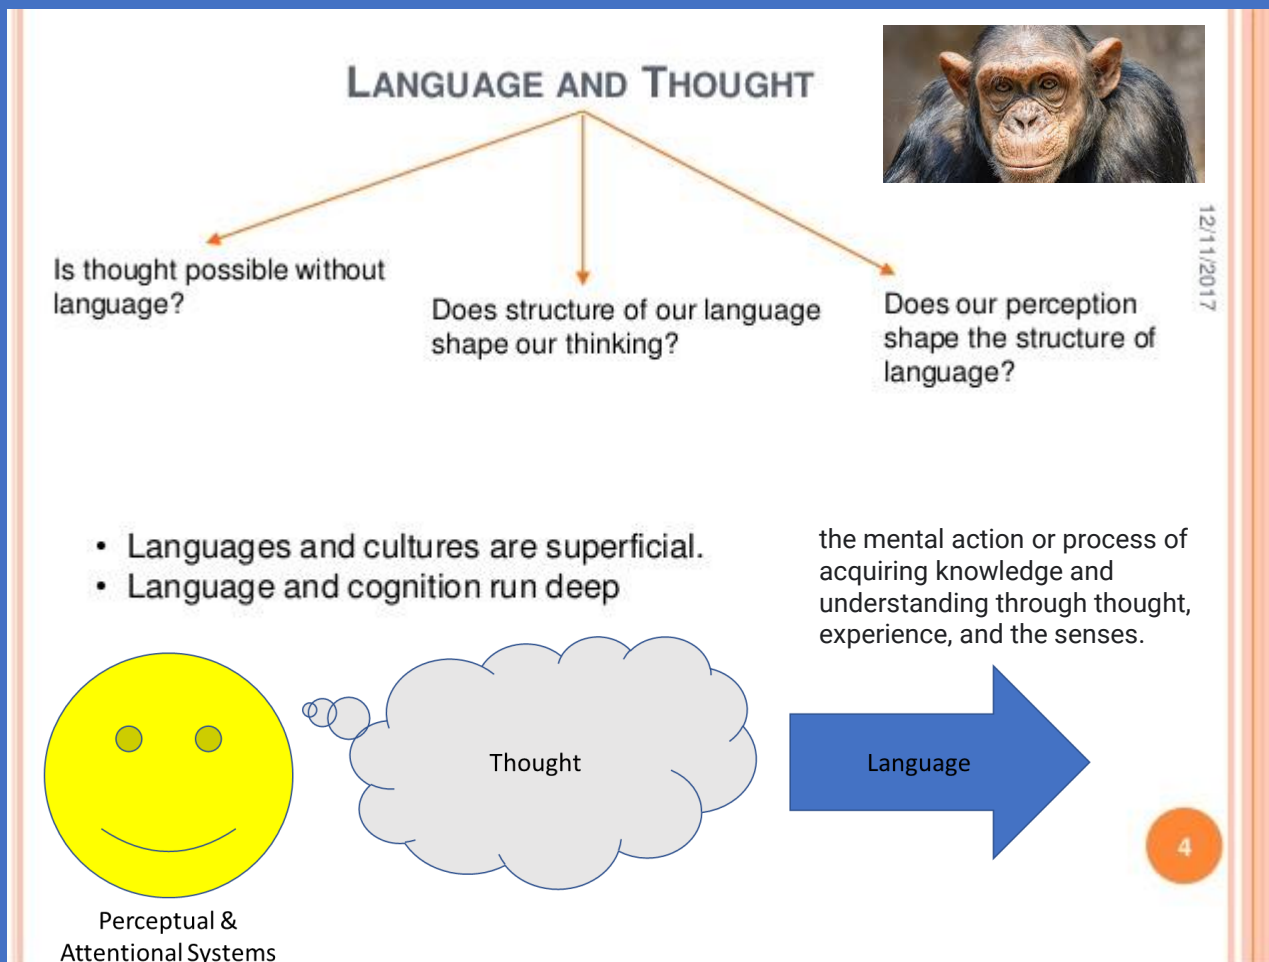 LANGUAGE AND THOUGHT
12/11/2017
Is thought possible without
language?
Does structure of our language
shape our thinking?
Does our perception
shape the structure of
language?
• Languages and cultures are superficial.
• Language and cognition run deep
the mental action or process of
acquiring knowledge and
understanding through thought,
experience, and the senses.
Thought
Language
4
Perceptual &
Attentional Systems